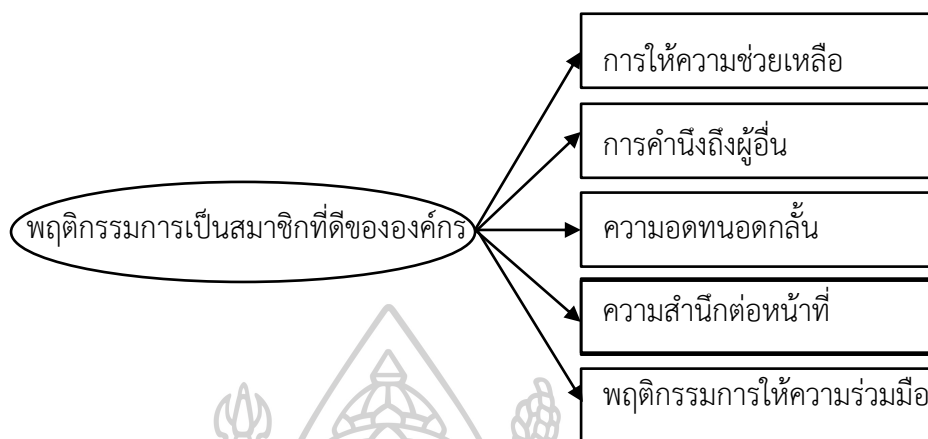 การให้ความช่วยเหลือ
การคำนึงถึงผู้อื่น
พฤติกรรมการเป็นสมาชิกที่ดีขององค์กร
ความอดทนอดกลั้น
ความสำนึกต่อหน้าที่
พฤติกรรมการให้ความร่วมมือ